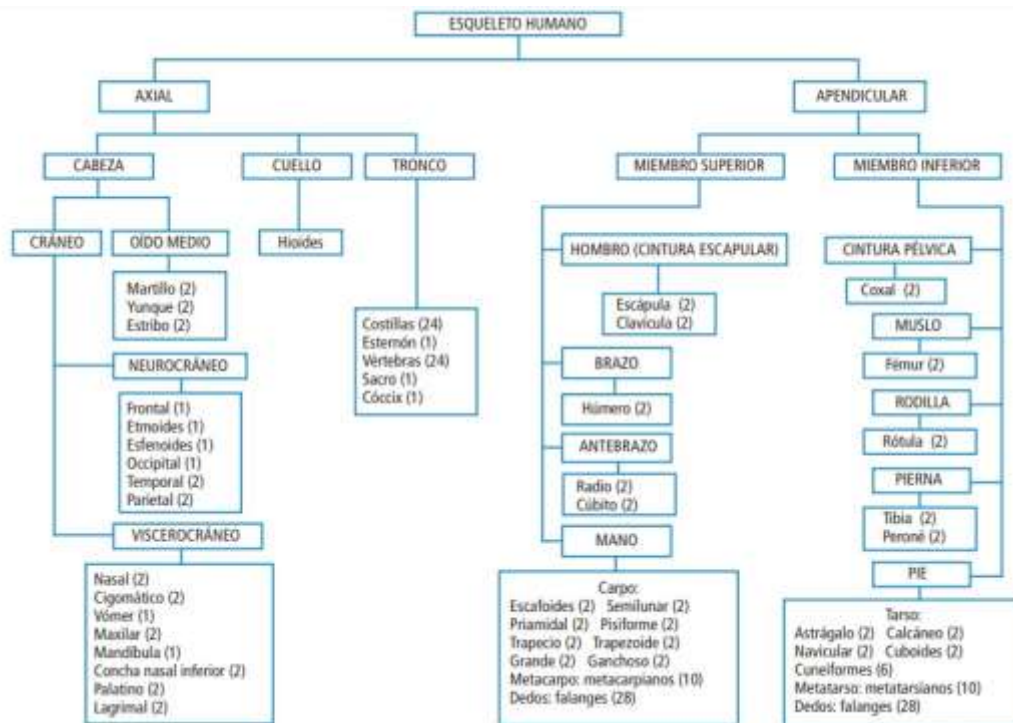 ESQUELETO HUMANO
AXIAL
APENDICULAR
CABEZA
CUELLO
TRONCO
MIEMBRO SUPERIOR
MIEMBRO INFERIOR
CRÁNEO
OÍDO MEDIO
Hioides
Martillo (2)
Yunque (2)
Estribo (2)
NEUROCRÁNEO
Frontal (1)
Etmoides (1)
Esfenoides (1)
Occipital (1)
Temporal (2)
Parietal (2)
VISCEROCRÁNEO
Nasal (2)
Cigomático (2)
Vómer (1)
Maxilar (2)
Mandíbula (1)
Concha nasal inferior (2)
Palatino (2)
Lagrimal (2)
Costillas (24)
Esternón (1)
Vértebras (24)
Sacro (1)
Cóccix (1)
HOMBRO (CINTURA ESCAPULAR)
Escápula (2)
Clavícula (2)
BRAZO
Húmero (2)
ANTEBRAZO
Radio (2)
Cúbito (2)
MANO
Carpo:
Escafoides (2) Semilunar (2)
Priamidal (2) Pisiforme (2)
Trapecio (2) Trapezoide (2)
Grande (2) Ganchoso (2)
Metacarpo: metacarpianos (10)
Dedos: falanges (28)
CINTURA PÉLVICA
Coxal (2)
MUSLO
Fémur (2)
RODILLA
Rótula (2)
PIERNA
Tibia (2)
Peroné (2)
PIE
Tarso:
Astrágalo (2) Calcáneo (2)
Navicular (2) Cuboides (2)
Cuneiformes (6)
Metatarso: metatarsianos (10)
Dedos: falanges (28)